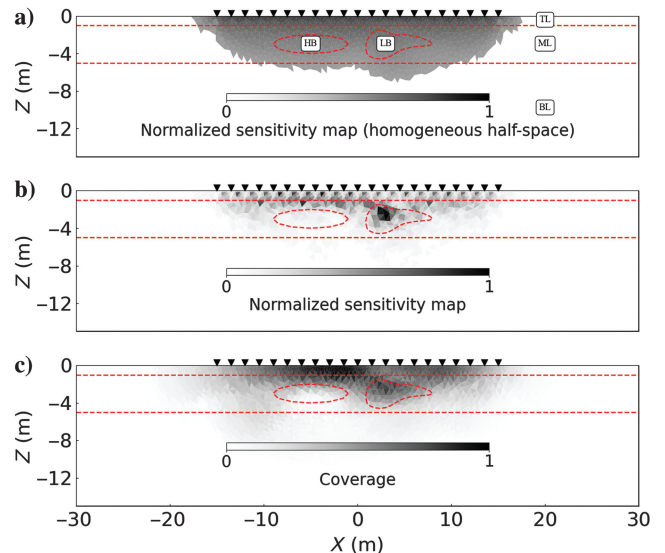 a)
0
−4
−8
−12
Z (m)
HB
LB
TL
ML
BL
0 1
Normalized sensitivity map (homogeneous half-space)
b)
0
−4
−8
−12
Z (m)
0 1
Normalized sensitivity map
c)
0
−4
−8
−12
Z (m)
0 1
Coverage
−30 −20 −10 0 10 20 30
X (m)